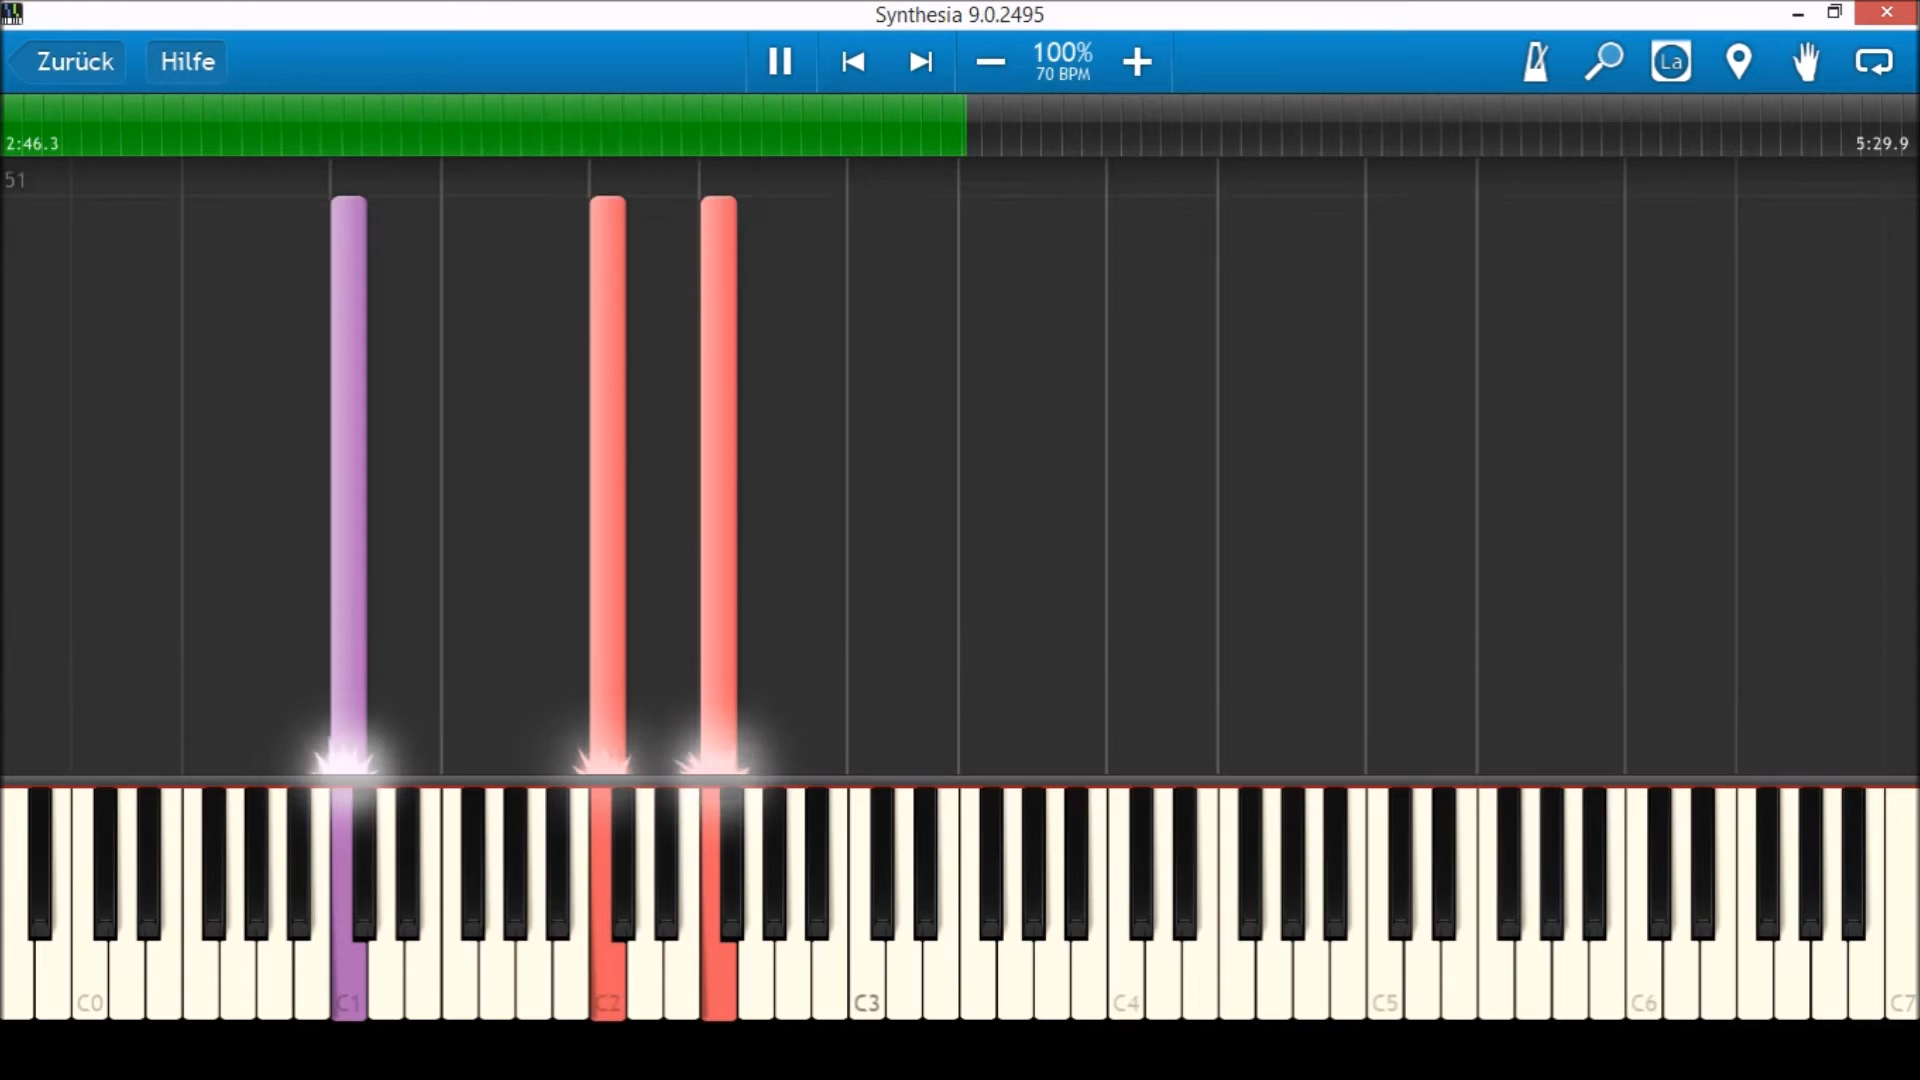 Synthesia 9.0.2495
Zurück
Hilfe
100%
70 BPM
La
2:46.3
5:29.9
51
C0
C1
C2
C3
C4
C5
C6
C7